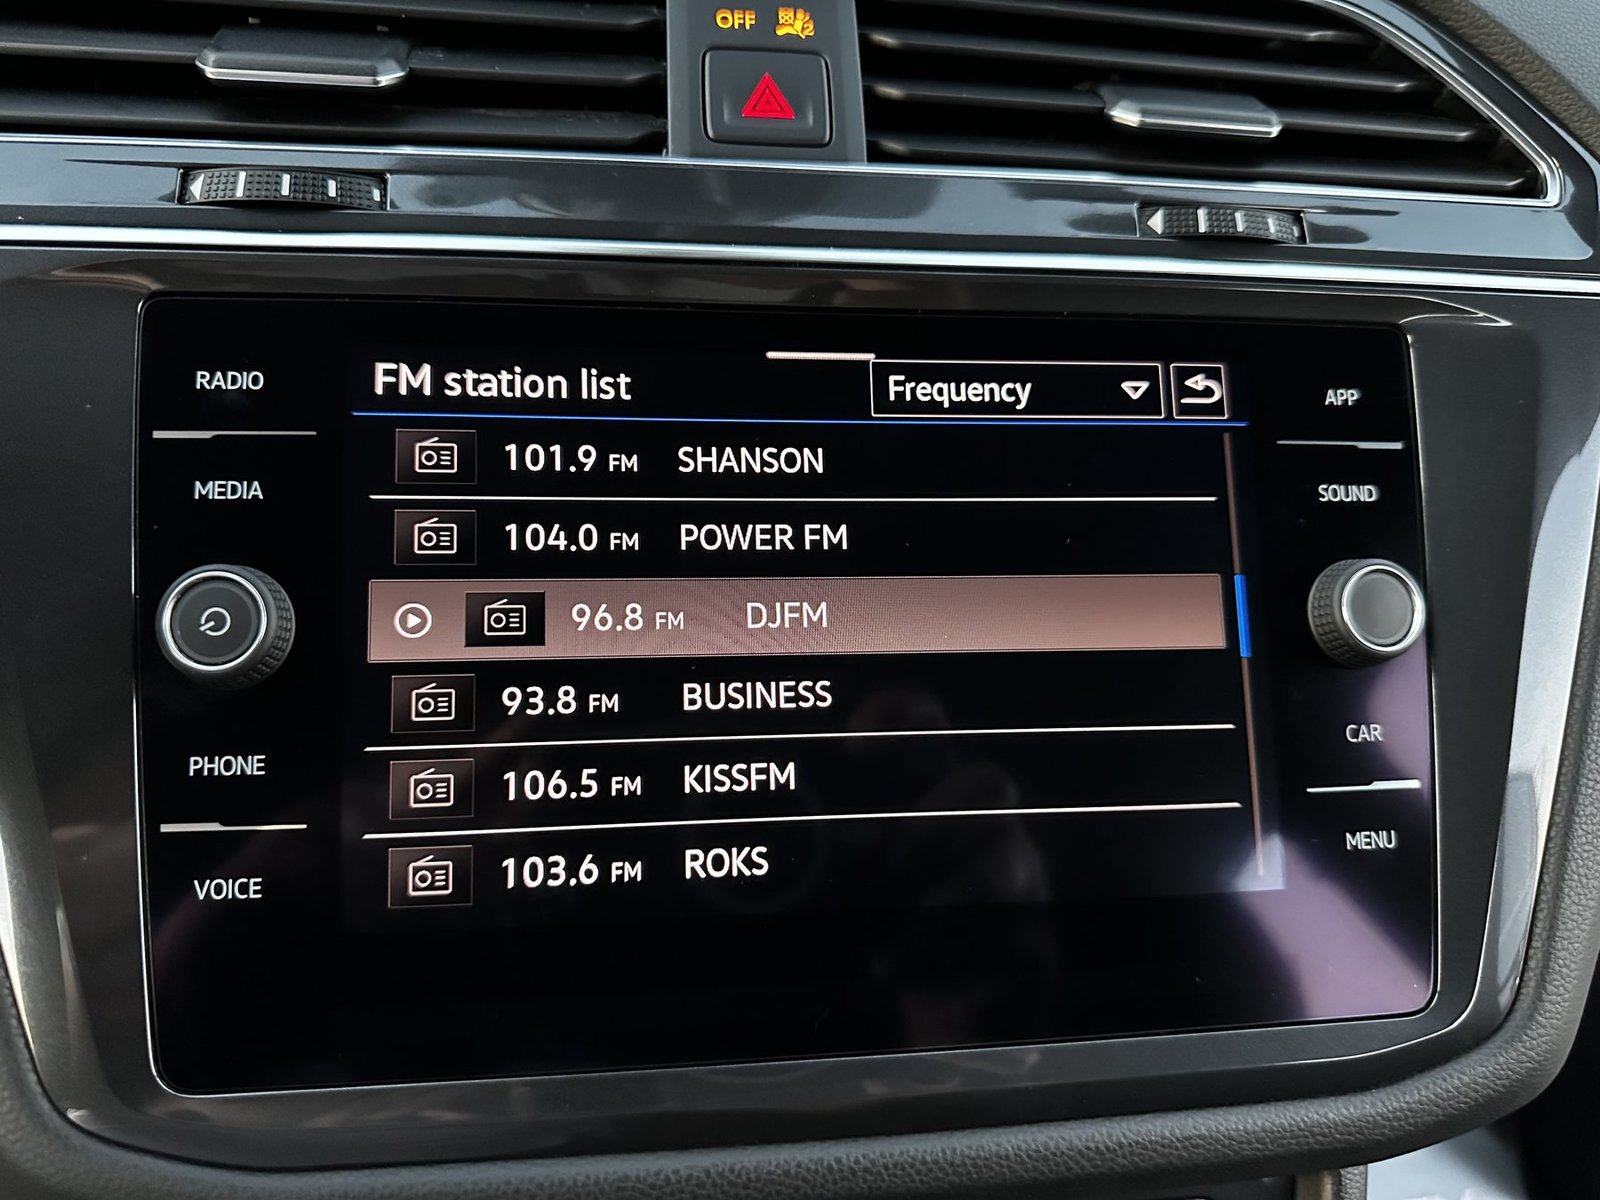 OFF 2
FM station list
Frequency
RADIO
MEDIA
PHONE
VOICE
101.9 FM SHANSON
104.0 FM POWER FM
96.8 FM DJFM
93.8 FM BUSINESS
106.5 FM KISSFM
103.6 FM ROKS
APP
SOUND
CAR
MENU